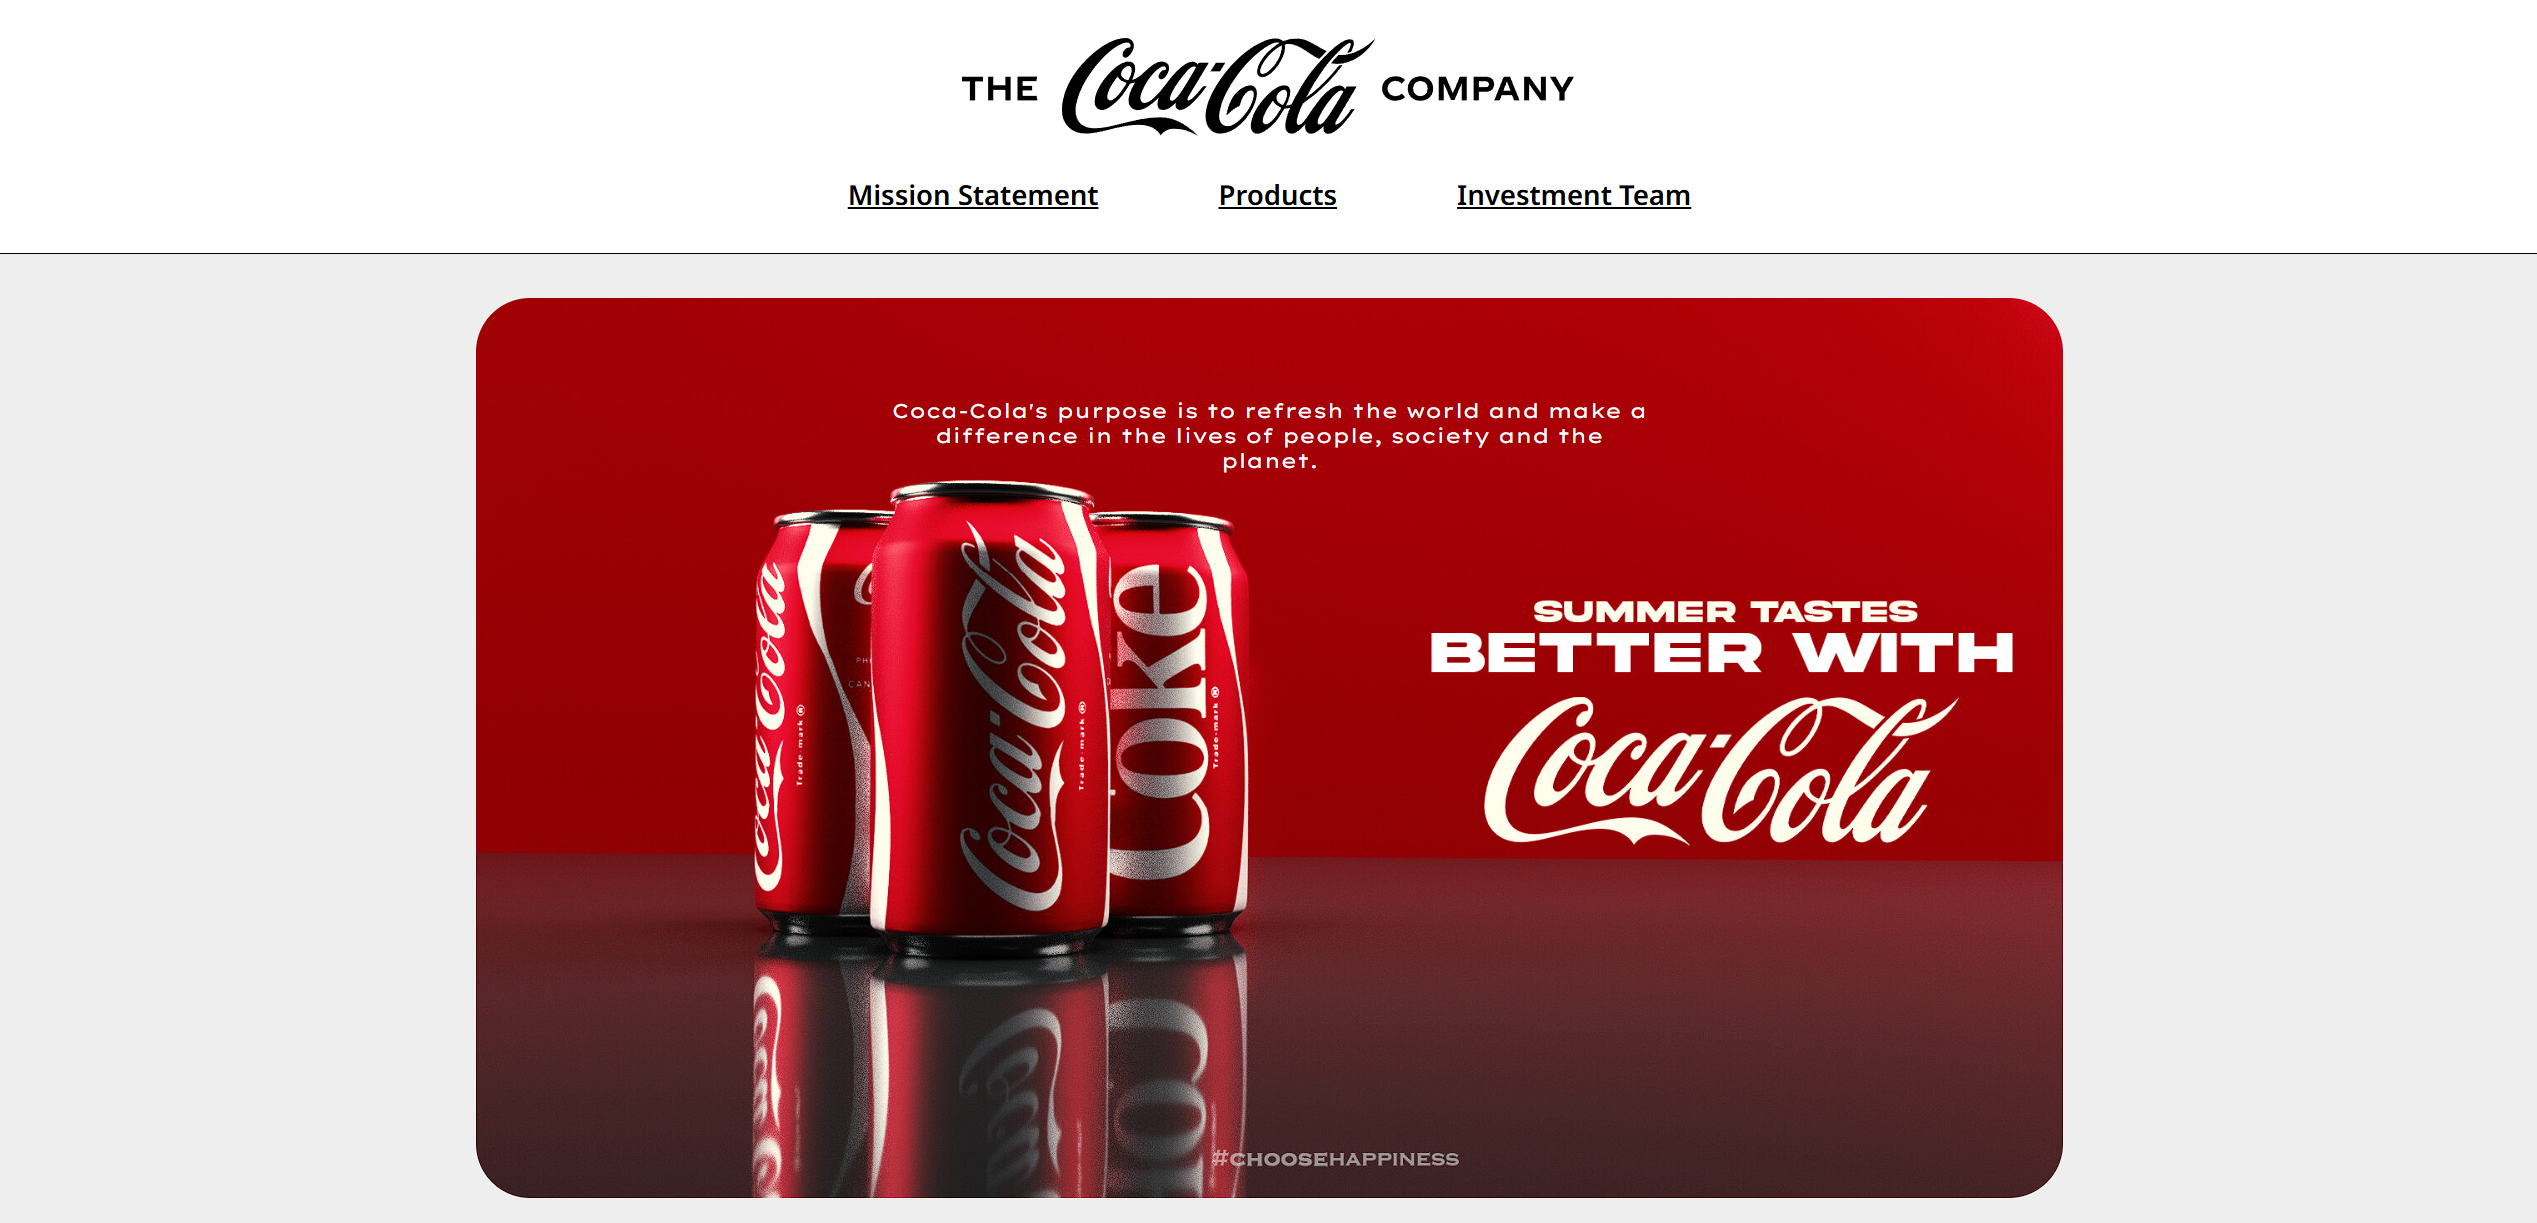 THE Coca-Cola COMPANY
Mission Statement Products Investment Team
Coca-Cola's purpose is to refresh the world and make a
difference in the lives of people, society and the
planet.
Coca-Cola
Trade-mark ®
Coca-Cola
Trade-mark ®
Coke
Trade-mark ®
SUMMER TASTES
BETTER WITH
Coca-Cola
#CHOOSEHAPPINESS